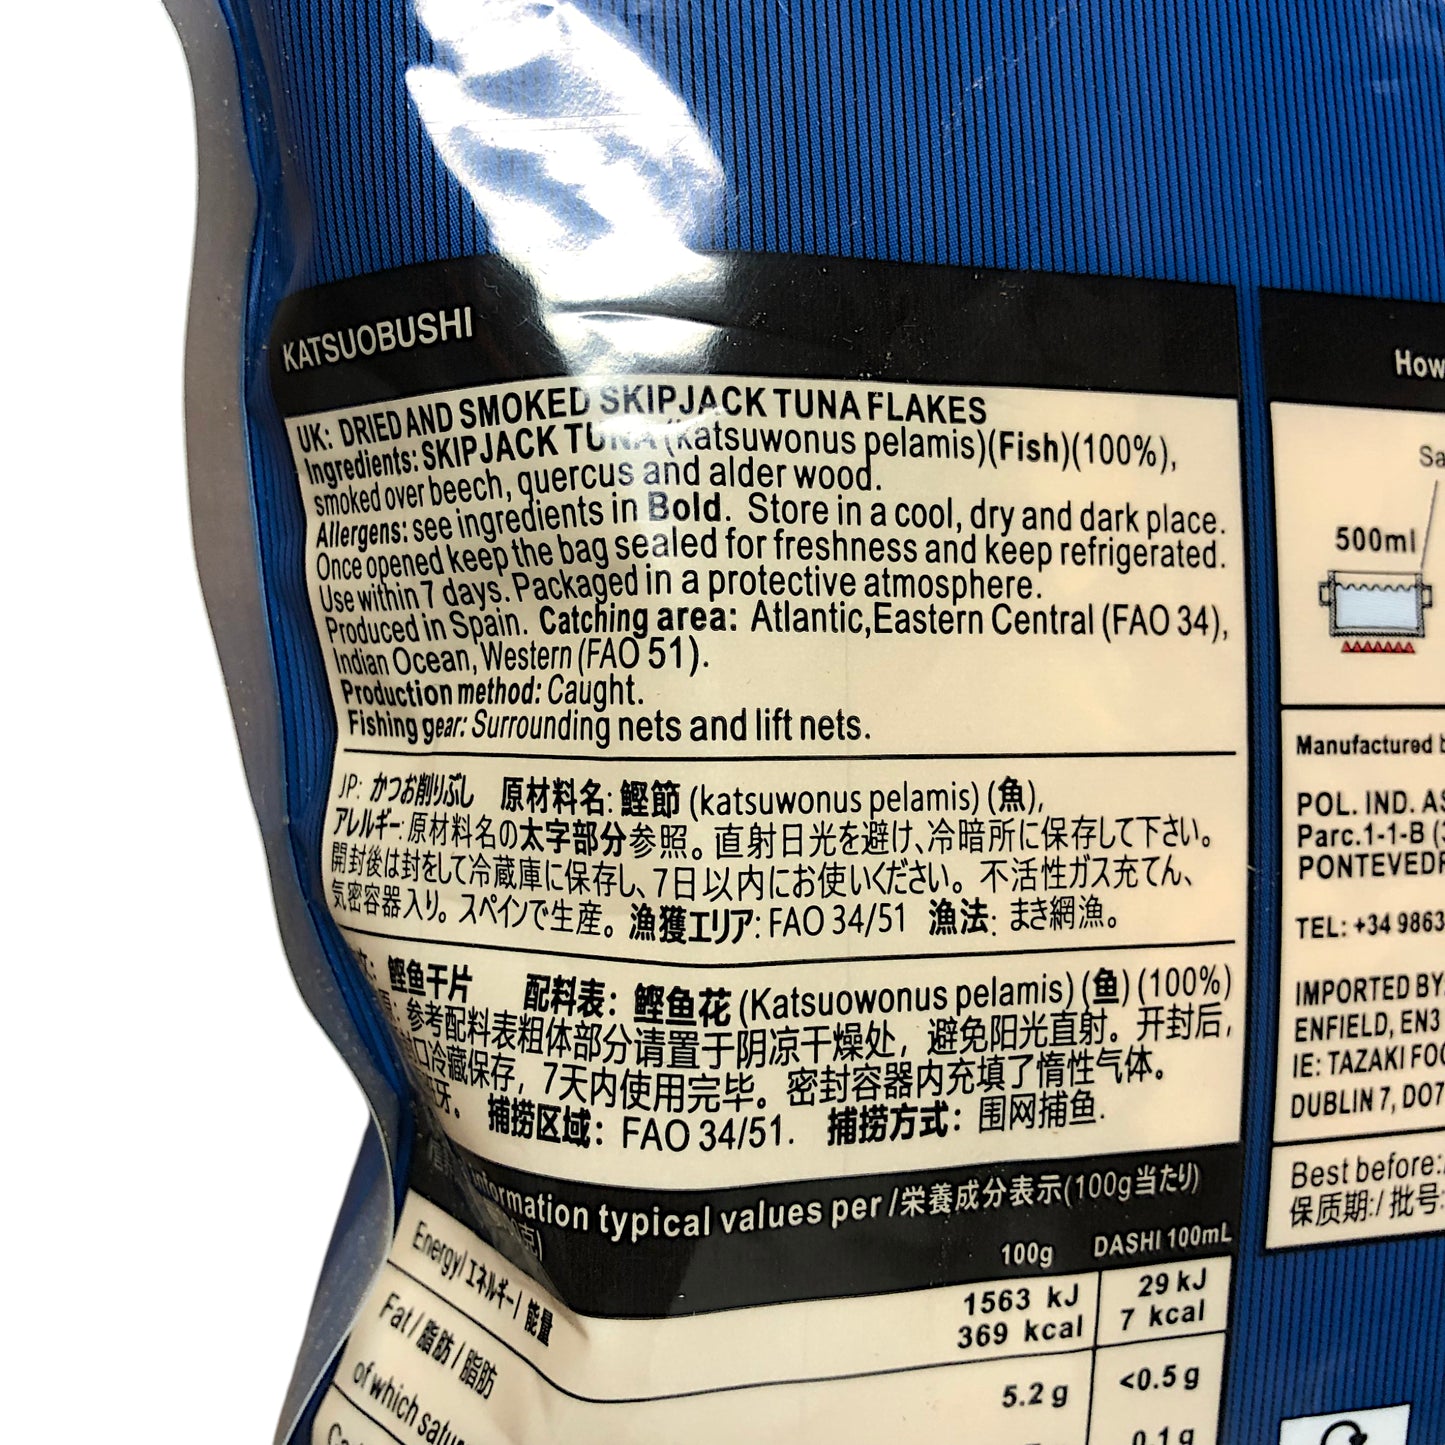 KATSUOBUSHI
UK: DRIED AND SMOKED SKIPJACK TUNA FLAKES
Ingredients: SKIPJACK TUNA (katsuwonus pelamis)(Fish)(100%),
smoked over beech, quercus and alder wood.
Allergens: see ingredients in Bold. Store in a cool, dry and dark place.
Once opened keep the bag sealed for freshness and keep refrigerated.
Use within 7 days. Packaged in a protective atmosphere.
Produced in Spain. Catching area: Atlantic,Eastern Central (FAO 34),
Indian Ocean, Western (FAO 51).
Production method: Caught.
Fishing gear: Surrounding nets and lift nets.
JP: かつお削りぶし 原材料名: 鰹節 (katsuwonus pelamis) (魚),
アレルギー: 原材料名の太字部分参照。直射日光を避け、冷暗所に保存して下さい。
開封後は封をして冷蔵庫に保存し、7日以内にお使いください。不活性ガス充てん、
気密容器入り。スペインで生産。漁獲エリア: FAO 34/51 漁法: まき網漁。
鲣鱼干片 配料表: 鲣鱼花 (Katsuowonus pelamis) (鱼) (100%)
参考配料表粗体部分请置于阴凉干燥处, 避免阳光直射。开封后,
口冷藏保存, 7天内使用完毕。密封容器内充填了惰性气体。
牙。捕捞区域: FAO 34/51. 捕捞方式: 围网捕鱼.
information typical values per /栄養成分表示(100g当たり)
克)
100g DASHI 100mL
Energy/ エネルギー/ 能量 1563 kJ 29 kJ
369 kcal 7 kcal
Fat / 脂肪 / 脂肪 5.2 g <0.5 g
of which 0.1 g
How
500ml
Manufactured
POL. IND.
Parc.1-1-B
TEL: +34 9863
IMPORTED BY:
ENFIELD, EN3
IE: TAZAKI
DUBLIN 7, DO7
Best before:
保质期:/ 批号: